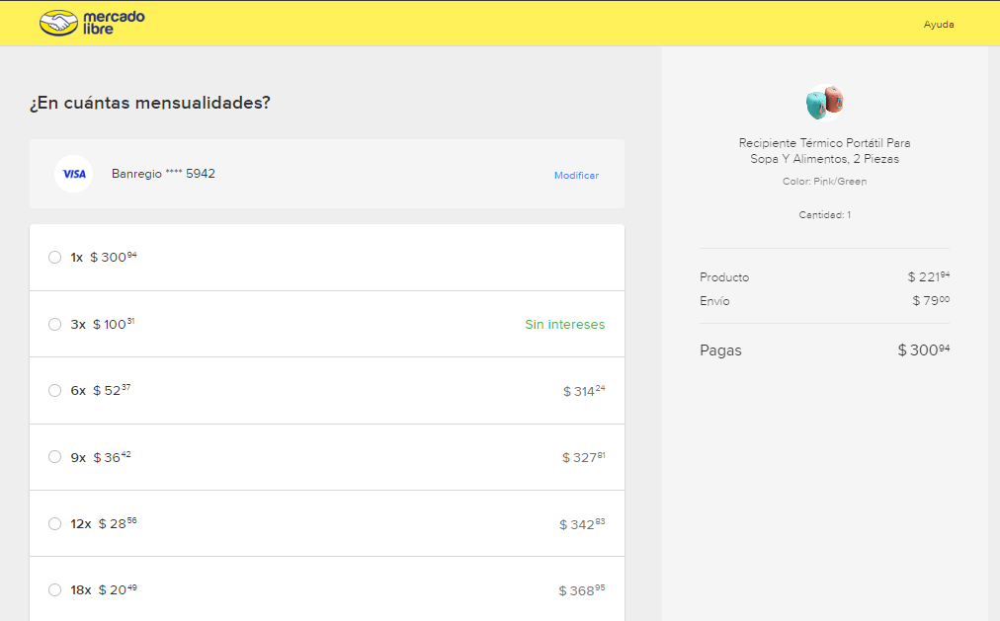 mercado
libre
Ayuda
¿En cuántas mensualidades?
VISA
Banregio **** 5942
Modificar
1x $ 300⁹⁴
3x $ 100³¹
Sin intereses
6x $ 52³⁷
$ 314²⁴
9x $ 36⁴²
$ 327⁸¹
12x $ 28⁵⁶
$ 342⁸³
18x $ 20⁴⁹
$ 368⁹⁵
Recipiente Térmico Portátil Para
Sopa Y Alimentos, 2 Piezas
Color: Pink/Green
Cantidad: 1
Producto
$ 221⁹⁴
Envío
$ 79⁰⁰
Pagas
$ 300⁹⁴